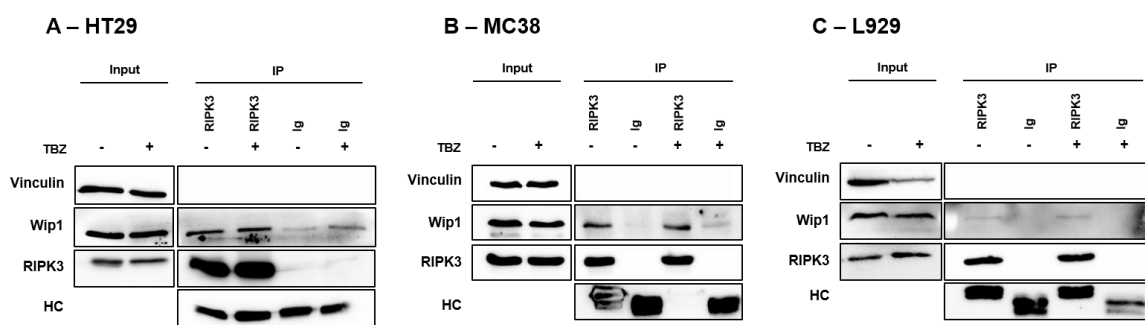 A – HT29
Input
IP
RIPK3
RIPK3
Ig
Ig
TBZ - + - + - +
Vinculin
Wip1
RIPK3
HC
B – MC38
Input
IP
RIPK3
Ig
RIPK3
Ig
TBZ - + - - + +
Vinculin
Wip1
RIPK3
HC
C – L929
Input
IP
RIPK3
Ig
RIPK3
Ig
TBZ - + - - + +
Vinculin
Wip1
RIPK3
HC